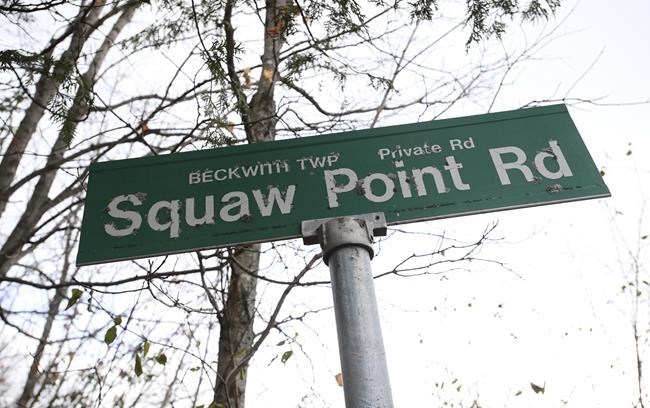 BECKWITH TWP Private Rd
Squaw Point Rd